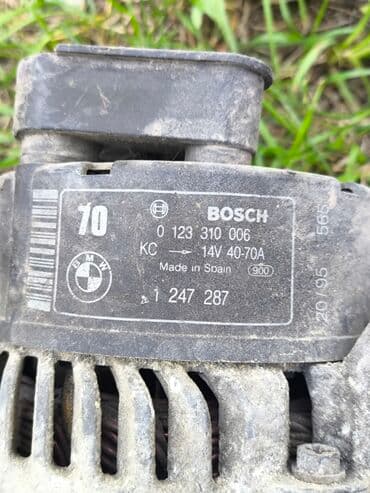 70
BOSCH
0 123 310 006
KC → 14V 40-70A
Made in Spain 900
BMW
1 247 287
20/95 565